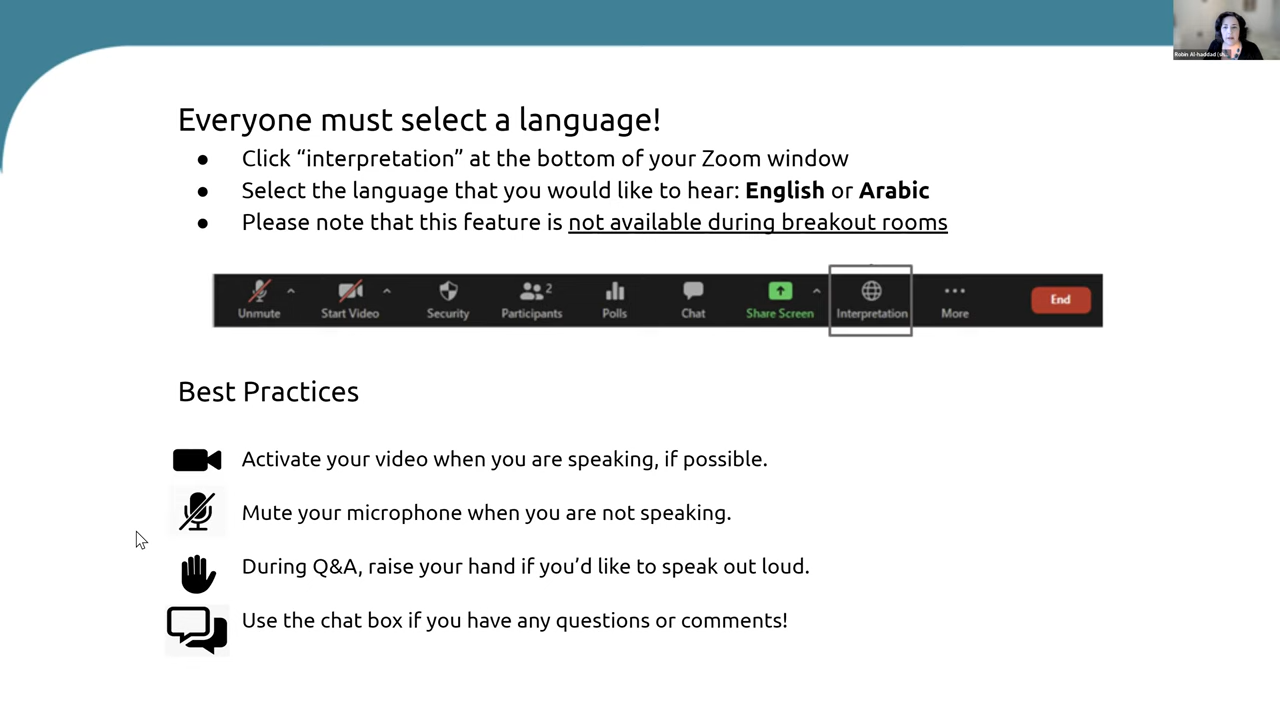 Robin Al-haddad (sh...
Everyone must select a language!
● Click “interpretation” at the bottom of your Zoom window
● Select the language that you would like to hear: English or Arabic
● Please note that this feature is not available during breakout rooms
Unmute Start Video Security Participants 2 Polls Chat Share Screen Interpretation More End
Best Practices
Activate your video when you are speaking, if possible.
Mute your microphone when you are not speaking.
During Q&A, raise your hand if you’d like to speak out loud.
Use the chat box if you have any questions or comments!